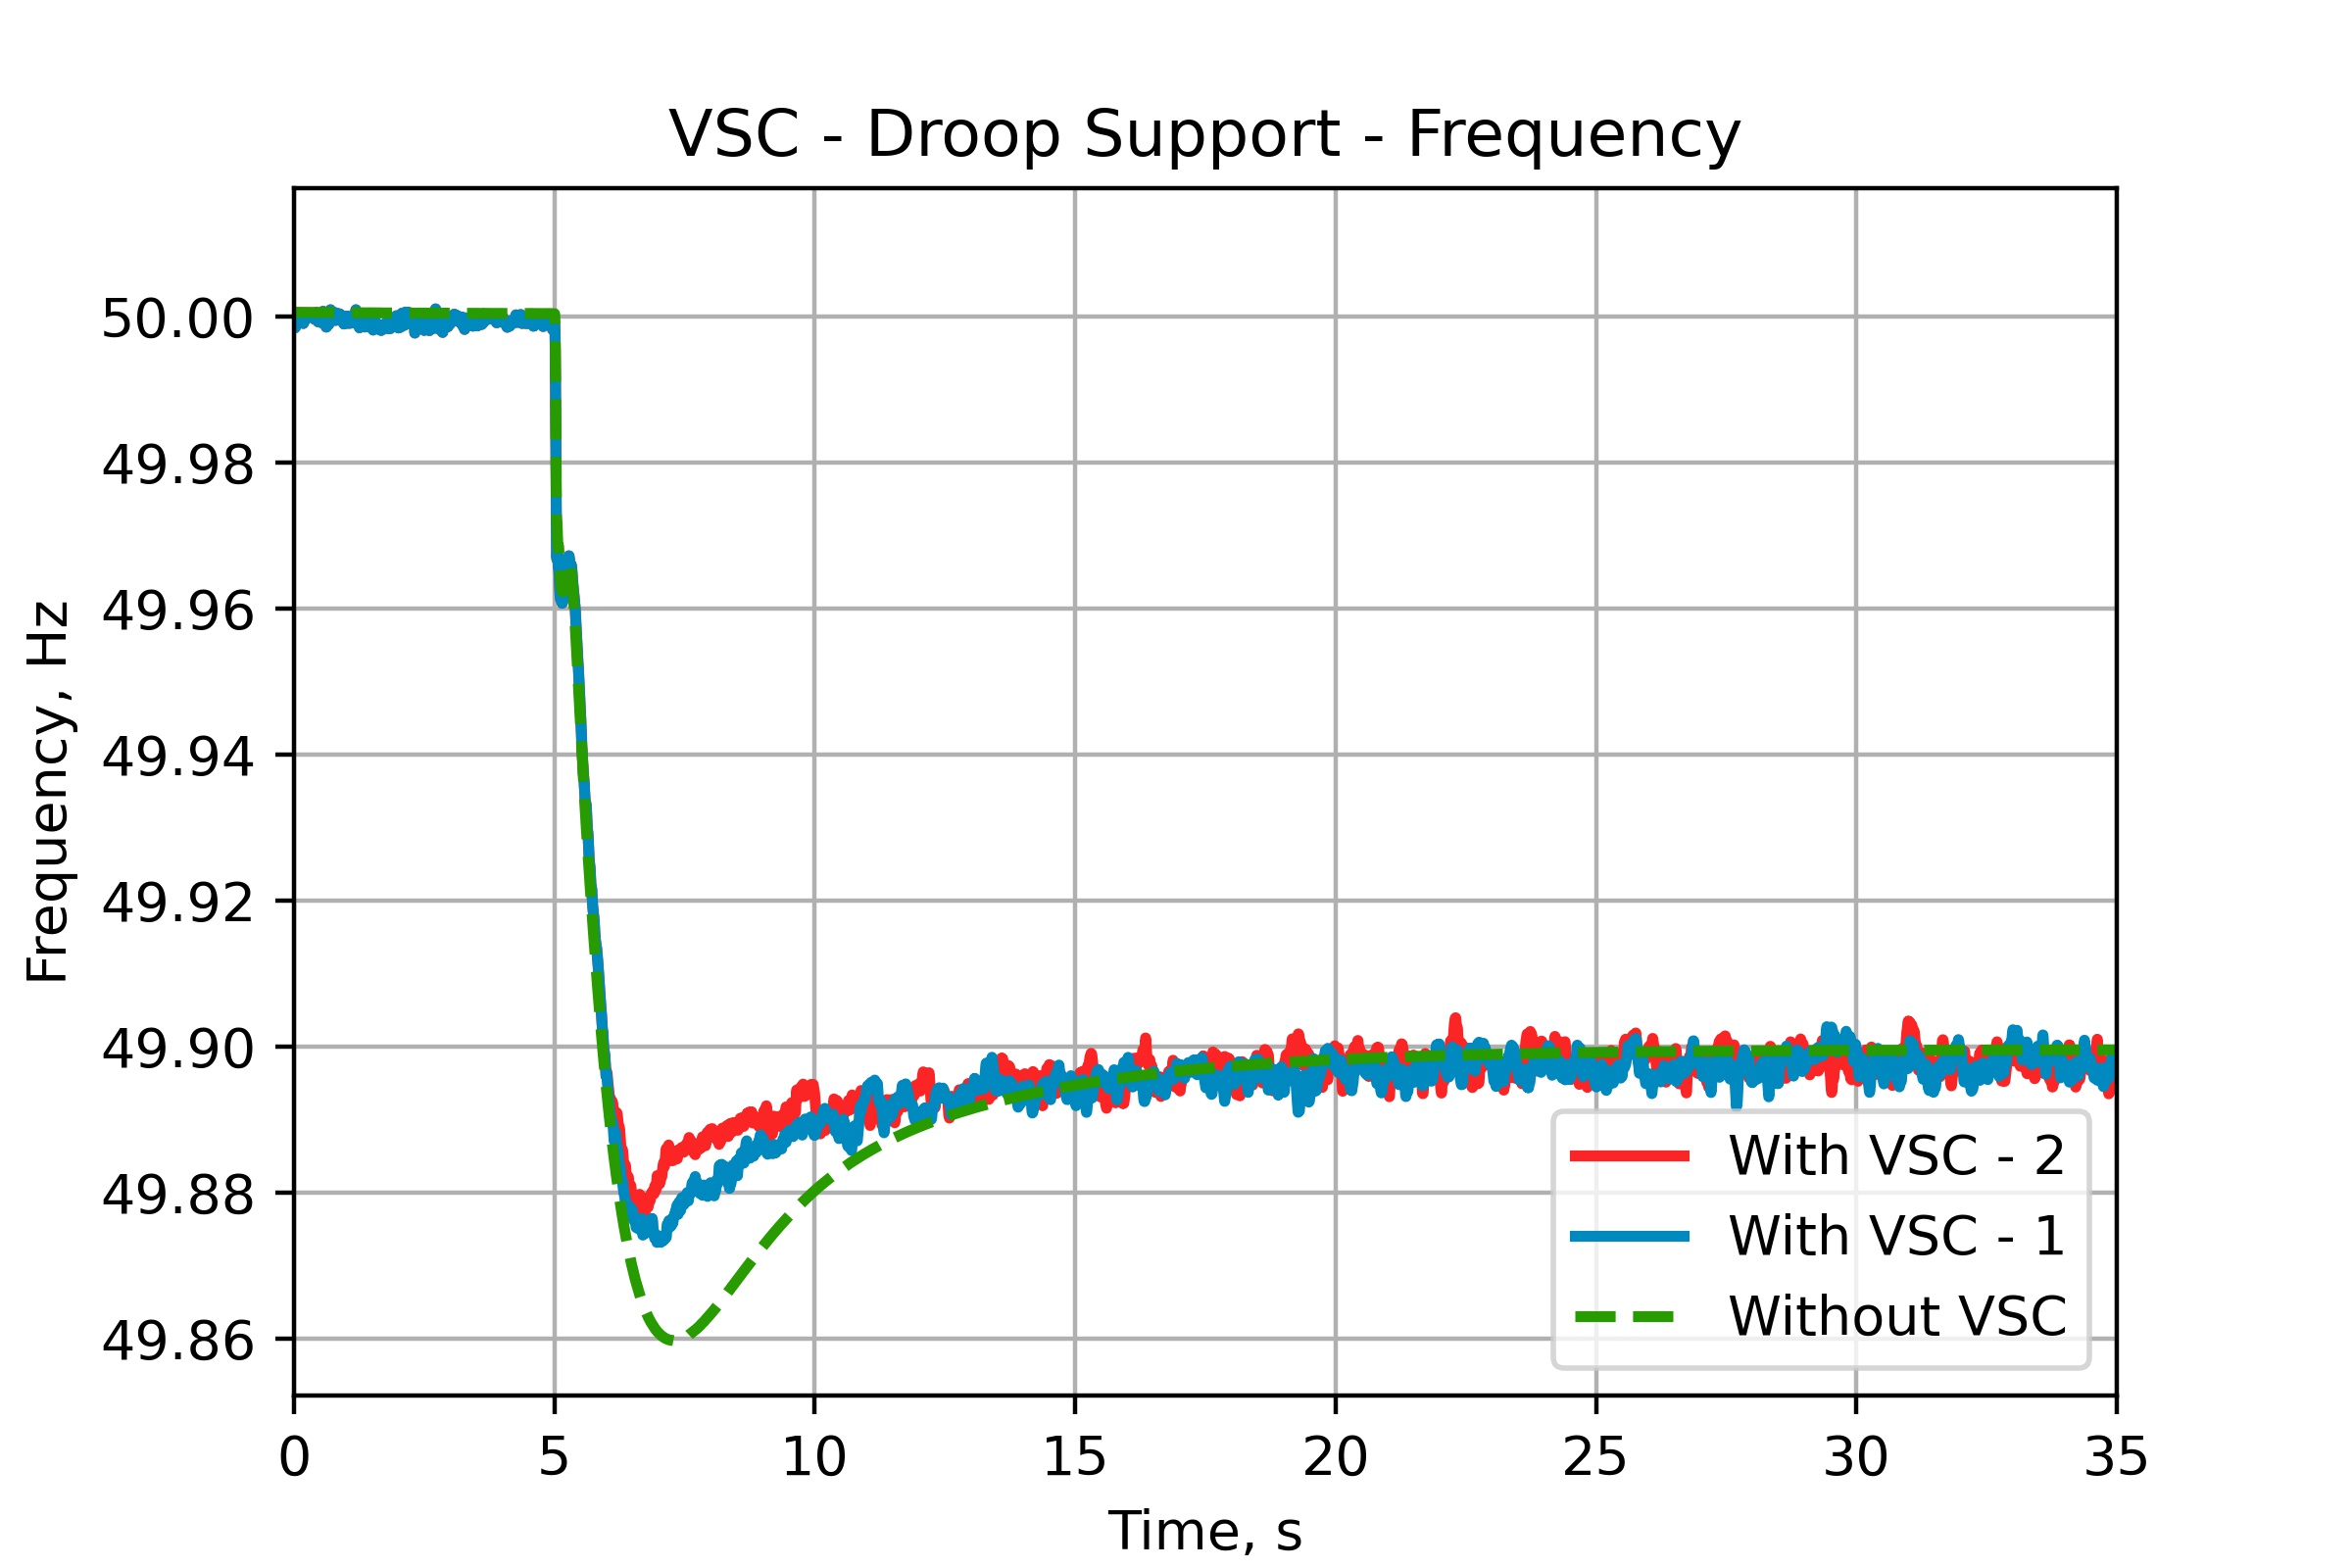 VSC - Droop Support - Frequency
Frequency, Hz
50.00
49.98
49.96
49.94
49.92
49.90
49.88
49.86
With VSC - 2
With VSC - 1
Without VSC
0 5 10 15 20 25 30 35
Time, s